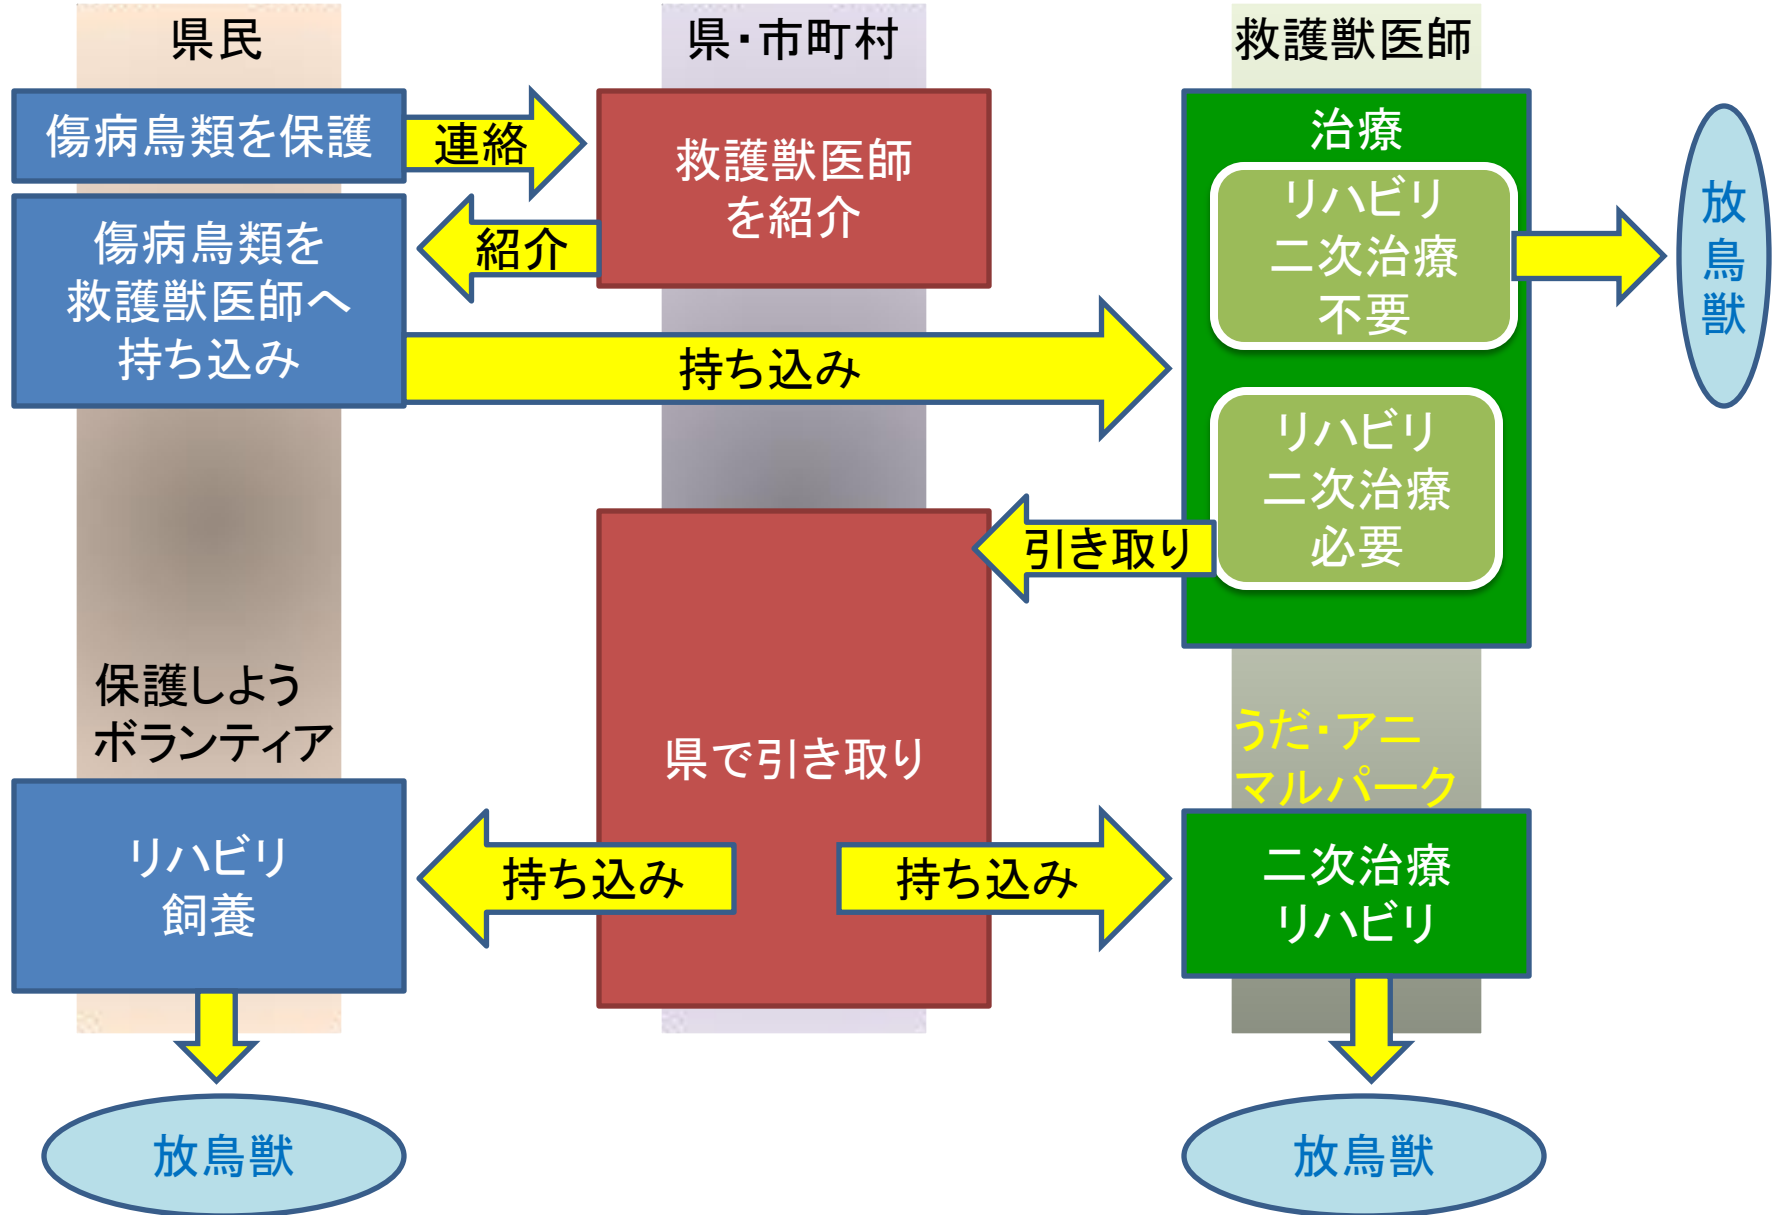 県民
県・市町村
救護獣医師
傷病鳥類を保護
連絡
救護獣医師
を紹介
治療
リハビリ
二次治療
不要
放
鳥
獣
傷病鳥類を
救護獣医師へ
持ち込み
紹介
持ち込み
リハビリ
二次治療
必要
引き取り
県で引き取り
保護しよう
ボランティア
リハビリ
飼養
持ち込み
持ち込み
うだ・アニ
マルパーク
二次治療
リハビリ
放鳥獣
放鳥獣